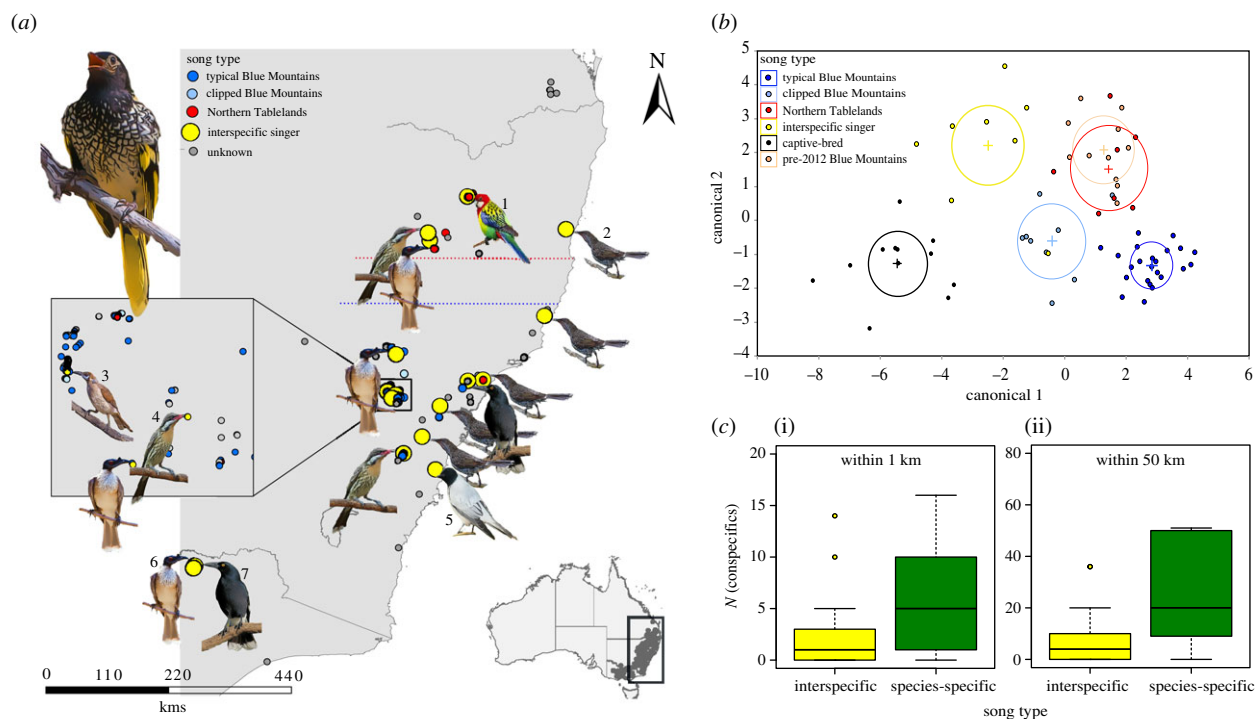 (a)
song type
typical Blue Mountains
clipped Blue Mountains
Northern Tablelands
interspecific singer
unknown
N
1
2
3
4
5
6
7
0 110 220 440
kms
(b)
song type
typical Blue Mountains
clipped Blue Mountains
Northern Tablelands
interspecific singer
captive-bred
pre-2012 Blue Mountains
canonical 2
5
4
3
2
1
0
−1
−2
−3
−4
−10 −8 −6 −4 −2 0 2 4 6
canonical 1
(c) (i)
within 1 km
N (conspecifics)
20
15
10
5
0
interspecific species-specific
(ii)
within 50 km
80
60
40
20
0
interspecific species-specific
song type